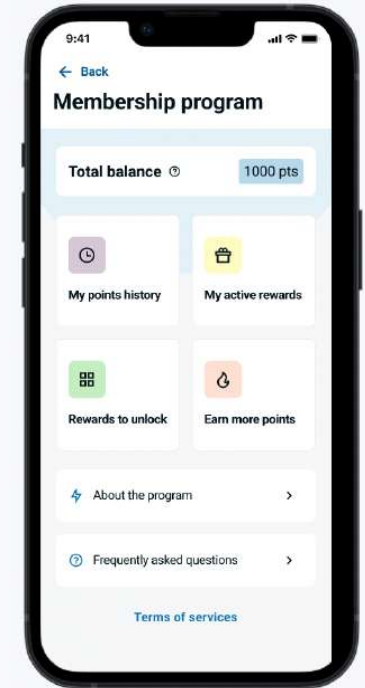 9:41
Back
Membership program
Total balance
1000 pts
My points history
My active rewards
Rewards to unlock
Earn more points
About the program
Frequently asked questions
Terms of services